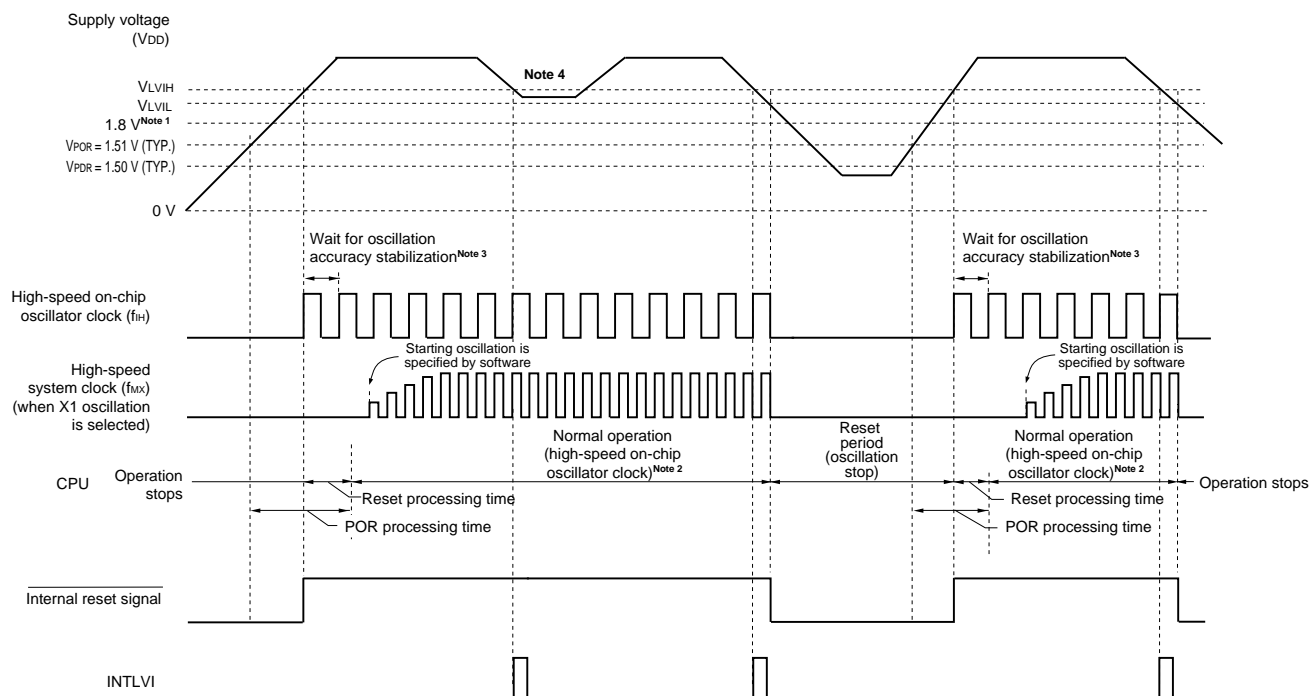 Supply voltage
(VDD)
Note 4
VLVIH
VLVIL
1.8 V Note 1
VPOR = 1.51 V (TYP.)
VPDR = 1.50 V (TYP.)
0 V
Wait for oscillation
accuracy stabilization Note 3
Wait for oscillation
accuracy stabilization Note 3
High-speed on-chip
oscillator clock (fIH)
Starting oscillation is
specified by software
Starting oscillation is
specified by software
High-speed
system clock (fMX)
(when X1 oscillation
is selected)
Normal operation
(high-speed on-chip
oscillator clock) Note 2
Reset
period
(oscillation
stop)
Normal operation
(high-speed on-chip
oscillator clock) Note 2
CPU
Operation
stops
Operation stops
Reset processing time
Reset processing time
POR processing time
POR processing time
Internal reset signal
INTLVI